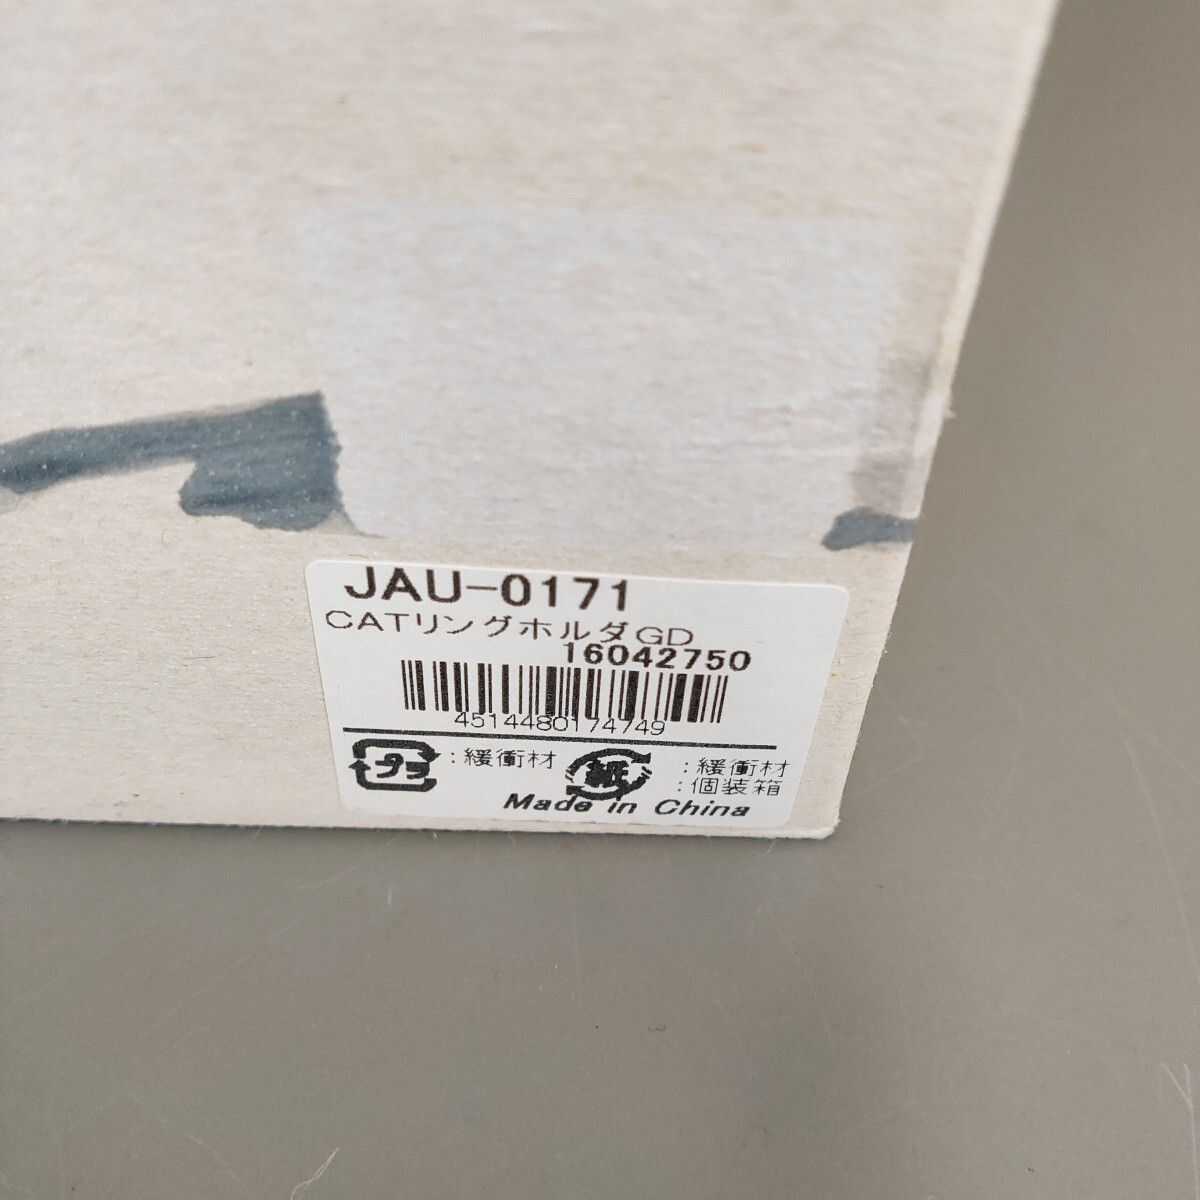 JAU-0171
CATリングホルダGD
16042750
4514480174749
プラ :緩衝材
紙 :緩衝材
:個装箱
Made in China